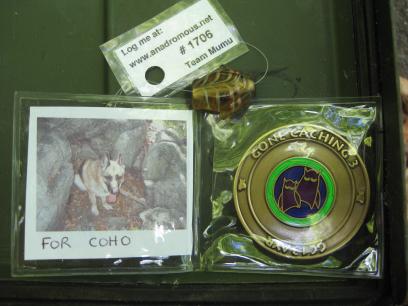 Log me at:
www.anadromous.net
# 1706
Team Mumu
GONE CACHING 3
FOR COHO